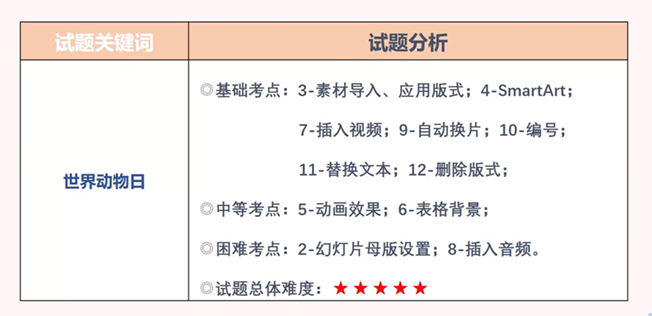 试题关键词 试题分析
世界动物日
◎基础考点：3-素材导入、应用版式；4-SmartArt；
7-插入视频；9-自动换片；10-编号；
11-替换文本；12-删除版式；
◎中等考点：5-动画效果；6-表格背景；
◎困难考点：2-幻灯片母版设置；8-插入音频。
◎试题总体难度：★★★★★